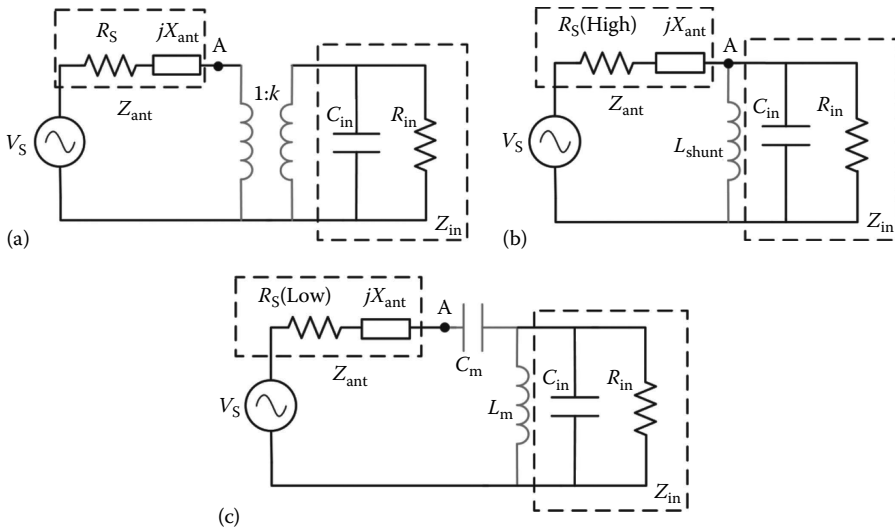 R_S jX_ant A
Z_ant
V_S
1:k
C_in R_in
Z_in
(a)
R_S(High) jX_ant A
Z_ant
V_S
L_shunt
C_in R_in
Z_in
(b)
R_S(Low) jX_ant A
Z_ant
C_m
V_S
L_m
C_in R_in
Z_in
(c)